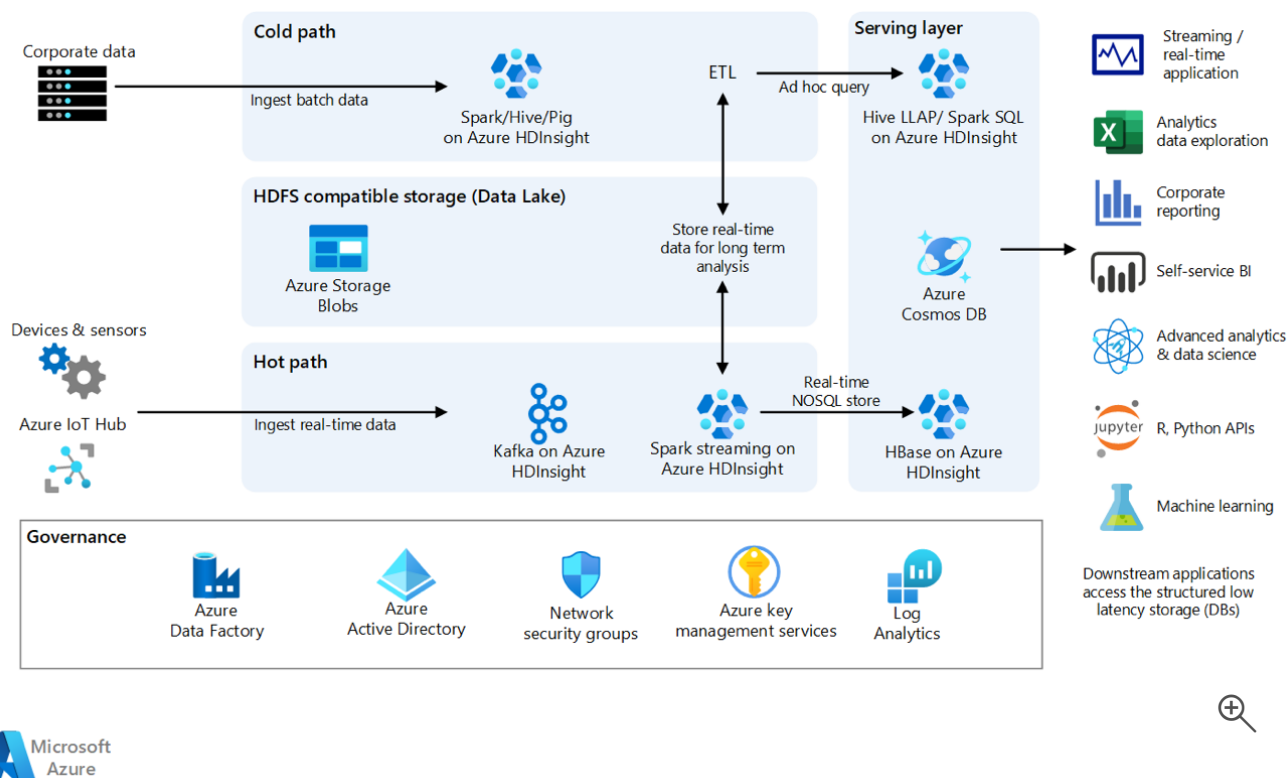 Corporate data
Cold path
Ingest batch data
Spark/Hive/Pig
on Azure HDInsight
ETL
Ad hoc query
Serving layer
Hive LLAP/ Spark SQL
on Azure HDInsight
HDFS compatible storage (Data Lake)
Azure Storage
Blobs
Store real-time
data for long term
analysis
Azure
Cosmos DB
Devices & sensors
Azure IoT Hub
Hot path
Ingest real-time data
Kafka on Azure
HDInsight
Spark streaming on
Azure HDInsight
Real-time
NOSQL store
HBase on Azure
HDInsight
Streaming /
real-time
application
X
Analytics
data exploration
Corporate
reporting
Self-service BI
Advanced analytics
& data science
jupyter
R, Python APIs
Machine learning
Downstream applications
access the structured low
latency storage (DBs)
Governance
Azure
Data Factory
Azure
Active Directory
Network
security groups
Azure key
management services
Log
Analytics
Microsoft
Azure